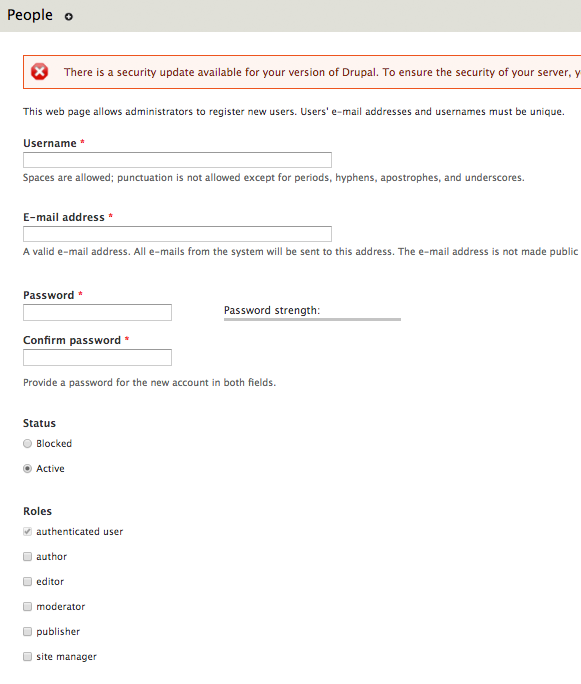 People
There is a security update available for your version of Drupal. To ensure the security of your server,
This web page allows administrators to register new users. Users' e-mail addresses and usernames must be unique.
Username *
Spaces are allowed; punctuation is not allowed except for periods, hyphens, apostrophes, and underscores.
E-mail address *
A valid e-mail address. All e-mails from the system will be sent to this address. The e-mail address is not made public
Password *
Password strength:
Confirm password *
Provide a password for the new account in both fields.
Status
Blocked
Active
Roles
authenticated user
author
editor
moderator
publisher
site manager